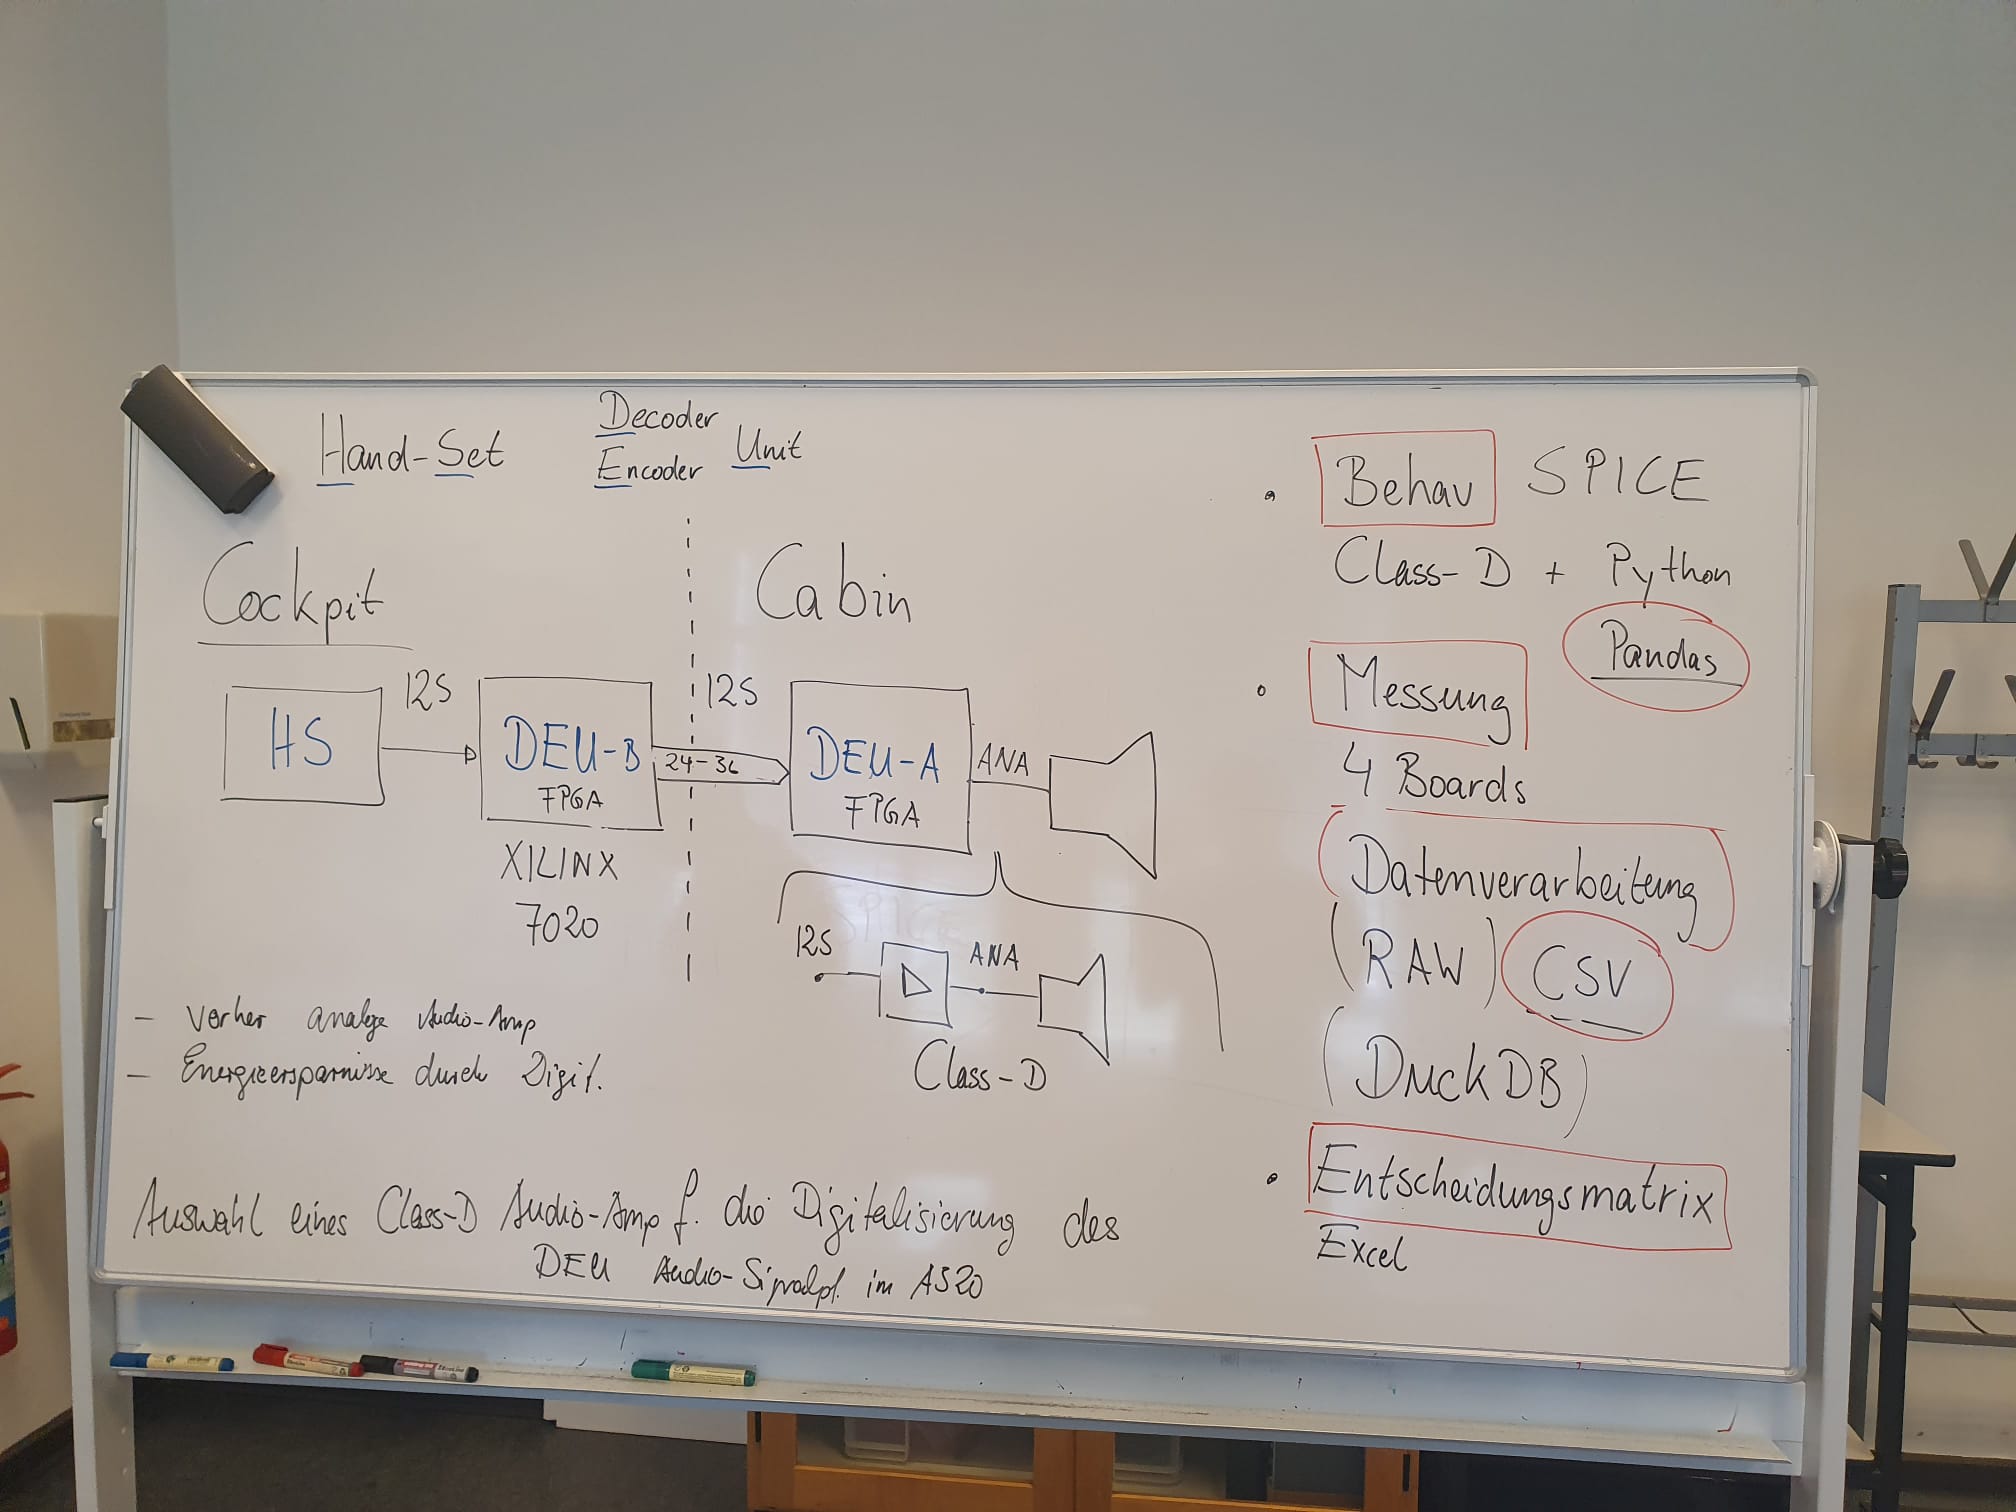 Hand-Set
Decoder
Encoder
Unit
Cockpit
Cabin
HS
I2S
DEU-B
FPGA
XILINX
7020
I2S
24-36
DEU-A
FPGA
ANA
I2S
ANA
Class-D
- Vorher analoge Audio-Amp
- Energieersparnisse durch Digit.
Auswahl eines Class-D Audio-Amp f. die Digitalisierung des
DEU Audio-Signalpf. im A320
• Behav SPICE
Class-D + Python
Pandas
• Messung
4 Boards
(Datenverarbeitung)
(RAW) CSV
(DuckDB)
• Entscheidungsmatrix
Excel